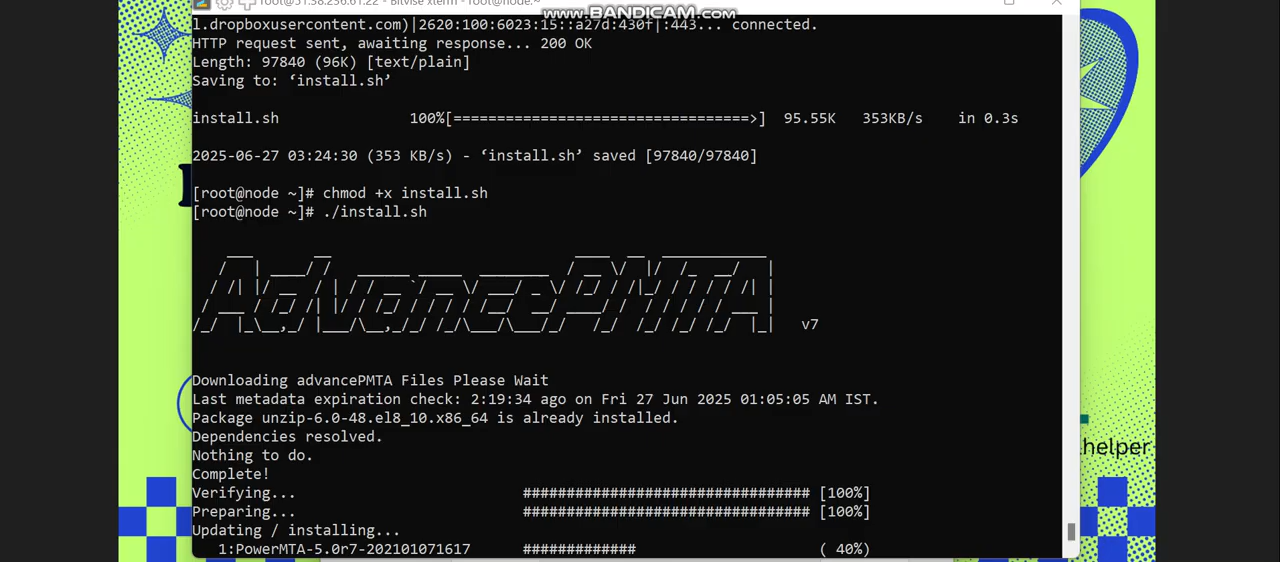 www.BANDICAM.com
l.dropboxusercontent.com)|2620:100:6023:15::a27d:430f|:443... connected.
HTTP request sent, awaiting response... 200 OK
Length: 97840 (96K) [text/plain]
Saving to: ‘install.sh’
install.sh 100%[==================================>] 95.55K 353KB/s in 0.3s
2025-06-27 03:24:30 (353 KB/s) - ‘install.sh’ saved [97840/97840]
[root@node ~]# chmod +x install.sh
[root@node ~]# ./install.sh
AdvancePMTA
v7
Downloading advancePMTA Files Please Wait
Last metadata expiration check: 2:19:34 ago on Fri 27 Jun 2025 01:05:05 AM IST.
Package unzip-6.0-48.el8_10.x86_64 is already installed.
Dependencies resolved.
Nothing to do.
Complete!
Verifying... ################################# [100%]
Preparing... ################################# [100%]
Updating / installing...
1:PowerMTA-5.0r7-202101071617 ############# ( 40%)
helper